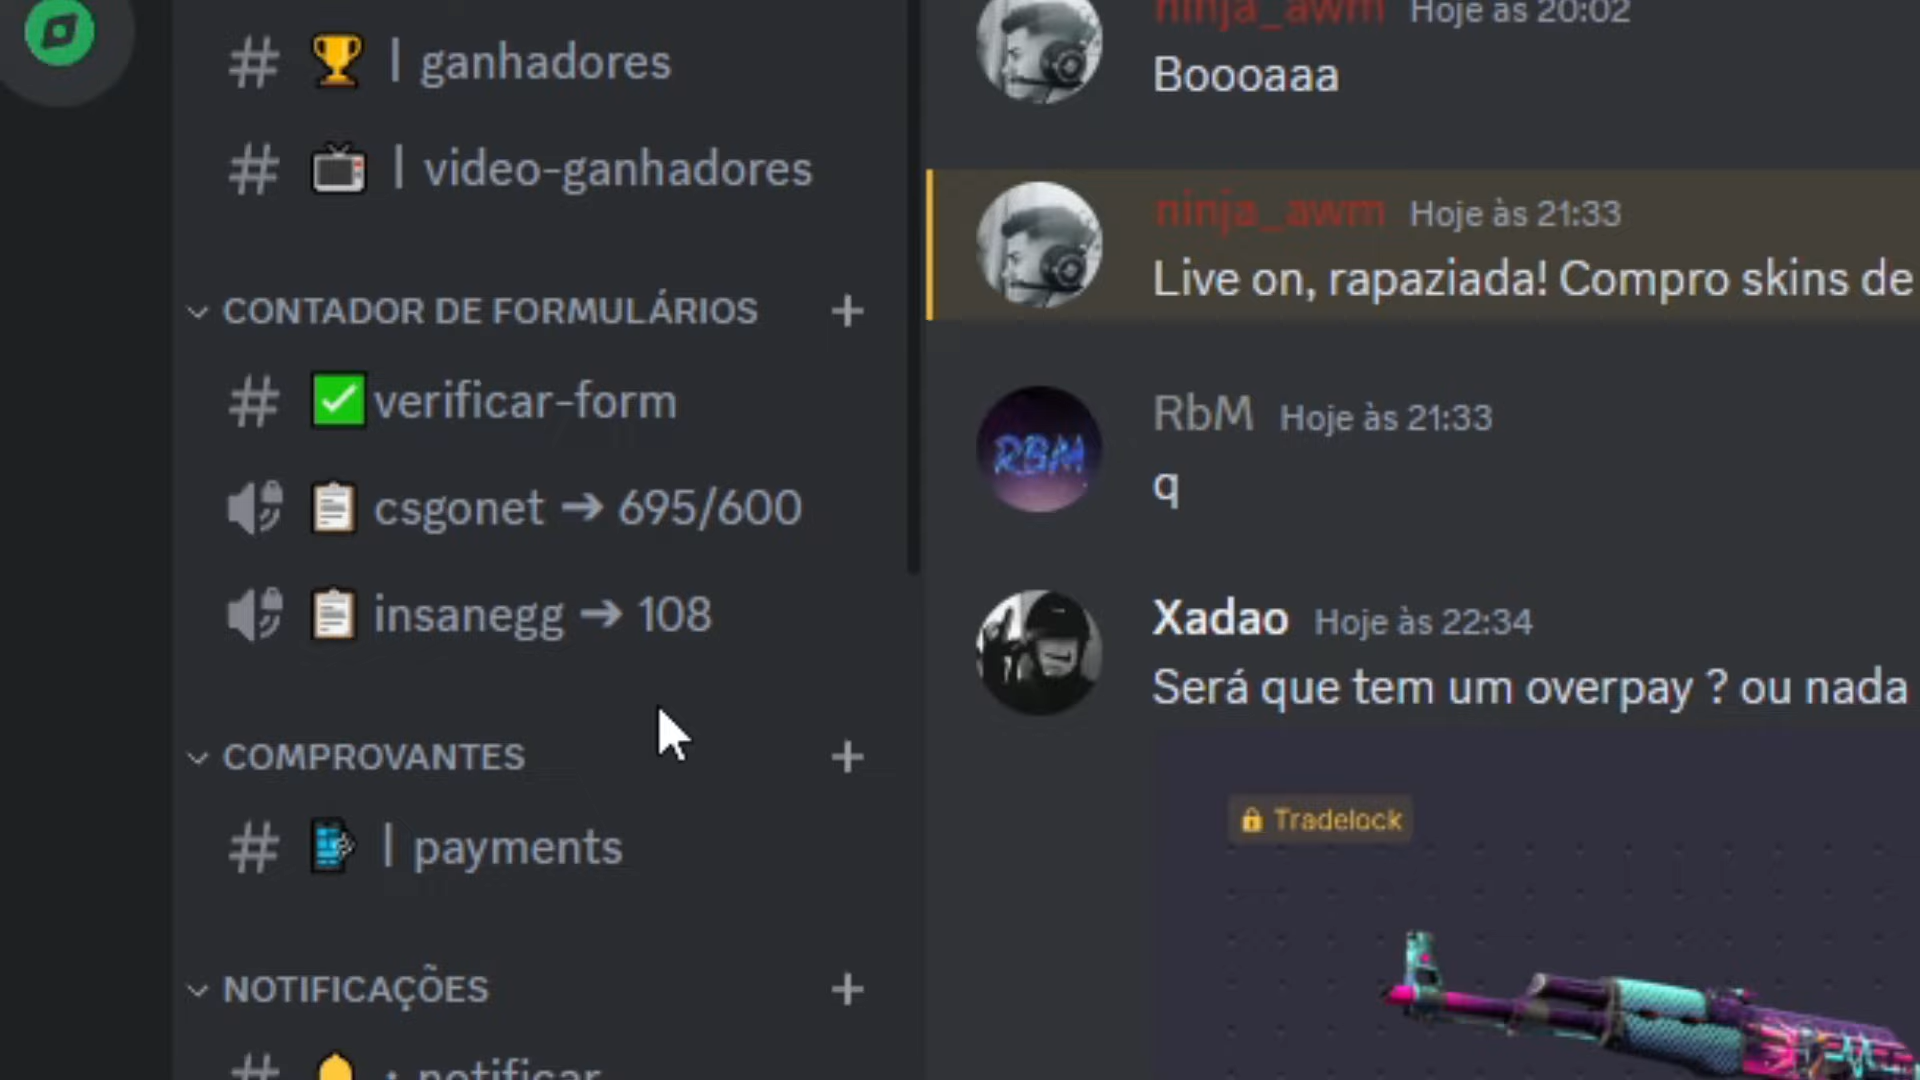 # | ganhadores
# | video-ganhadores
CONTADOR DE FORMULÁRIOS +
# verificar-form
csgonet → 695/600
insanegg → 108
COMPROVANTES +
# | payments
NOTIFICAÇÕES +
# notificar
ninja_awm Hoje às 20:02
Boooaaa
ninja_awm Hoje às 21:33
Live on, rapaziada! Compro skins de
RBM
RbM Hoje às 21:33
q
Xadao Hoje às 22:34
Será que tem um overpay ? ou nada
Tradelock